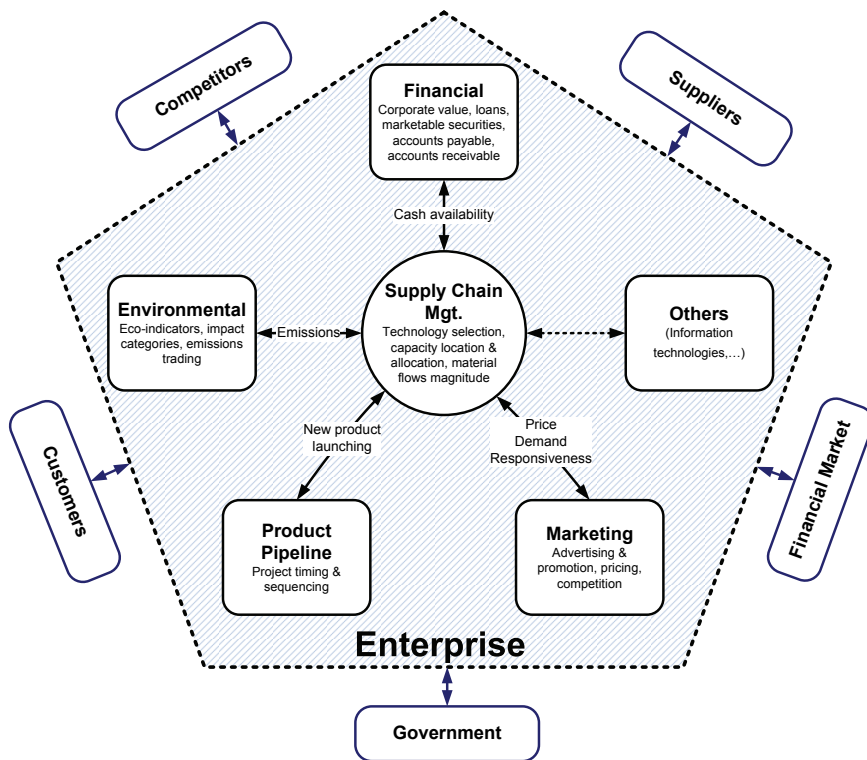 Competitors
Suppliers
Financial
Corporate value, loans,
marketable securities,
accounts payable,
accounts receivable
Cash availability
Environmental
Eco-indicators, impact
categories, emissions
trading
Emissions
Supply Chain
Mgt.
Technology selection,
capacity location &
allocation, material
flows magnitude
Others
(Information
technologies,...)
New product
launching
Price
Demand
Responsiveness
Customers
Financial Market
Product
Pipeline
Project timing &
sequencing
Marketing
Advertising &
promotion, pricing,
competition
Enterprise
Government